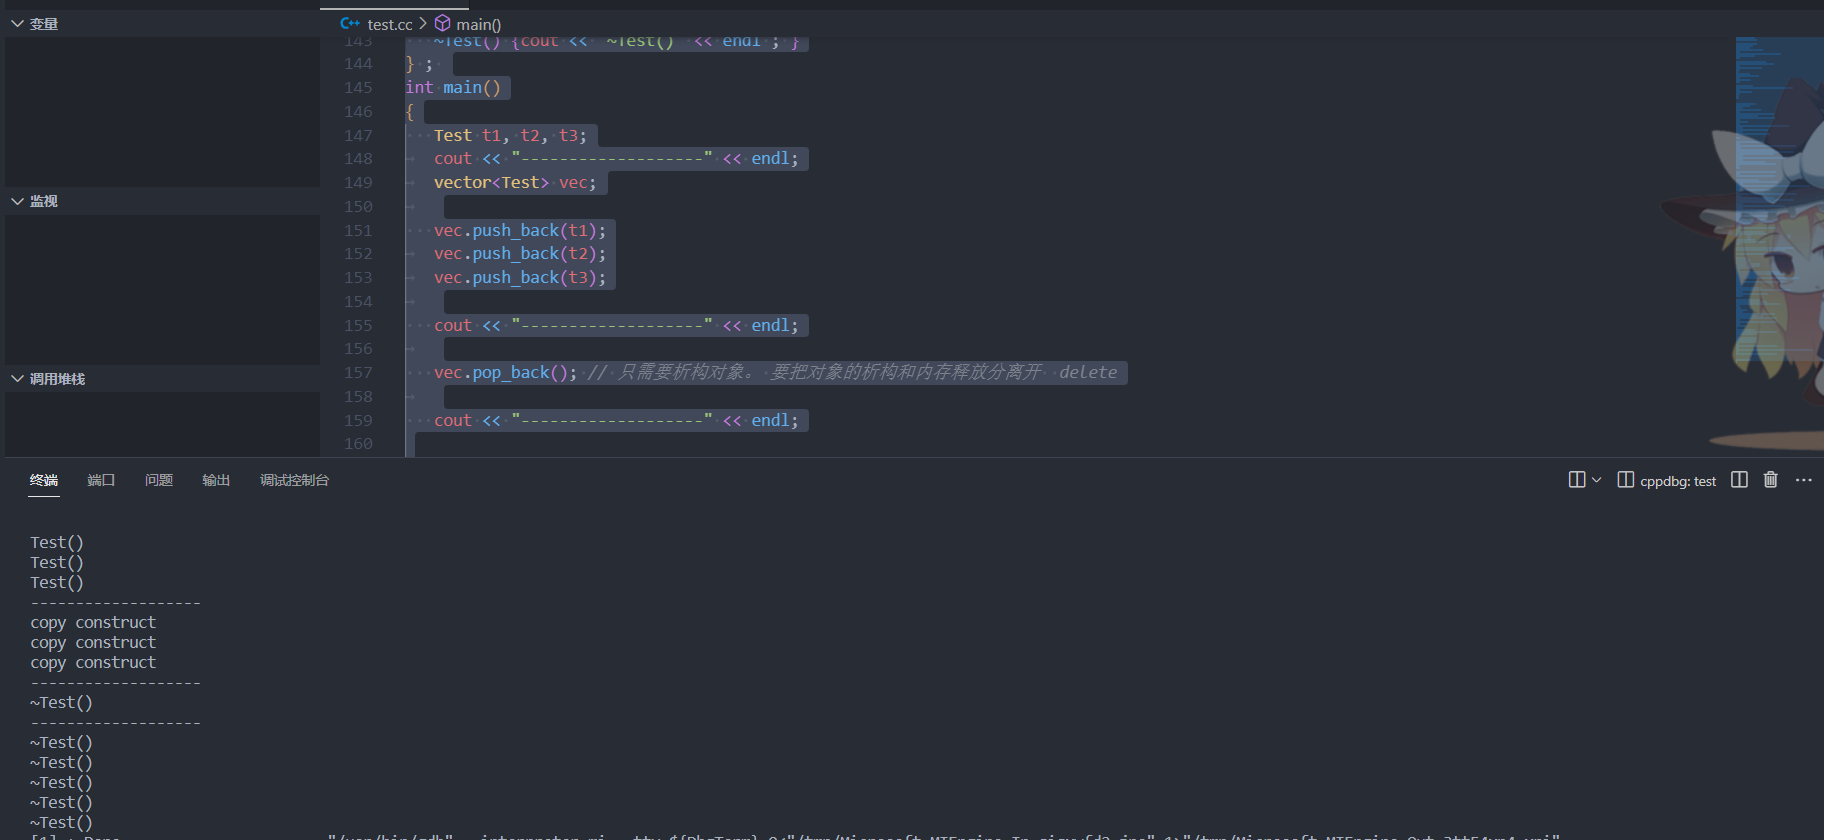 变量
监视
调用堆栈
C++ test.cc > main()
143 ~Test() {cout << ~Test() << endl ; }
144 } ;
145 int main()
146 {
147 Test t1, t2, t3;
148 cout << "-------------------" << endl;
149 vector<Test> vec;
150
151 vec.push_back(t1);
152 vec.push_back(t2);
153 vec.push_back(t3);
154
155 cout << "-------------------" << endl;
156
157 vec.pop_back(); // 只需要析构对象。 要把对象的析构和内存释放分离开 delete
158
159 cout << "-------------------" << endl;
160
终端 端口 问题 输出 调试控制台 cppdbg: test
Test()
Test()
Test()
-------------------
copy construct
copy construct
copy construct
-------------------
~Test()
-------------------
~Test()
~Test()
~Test()
~Test()
~Test()